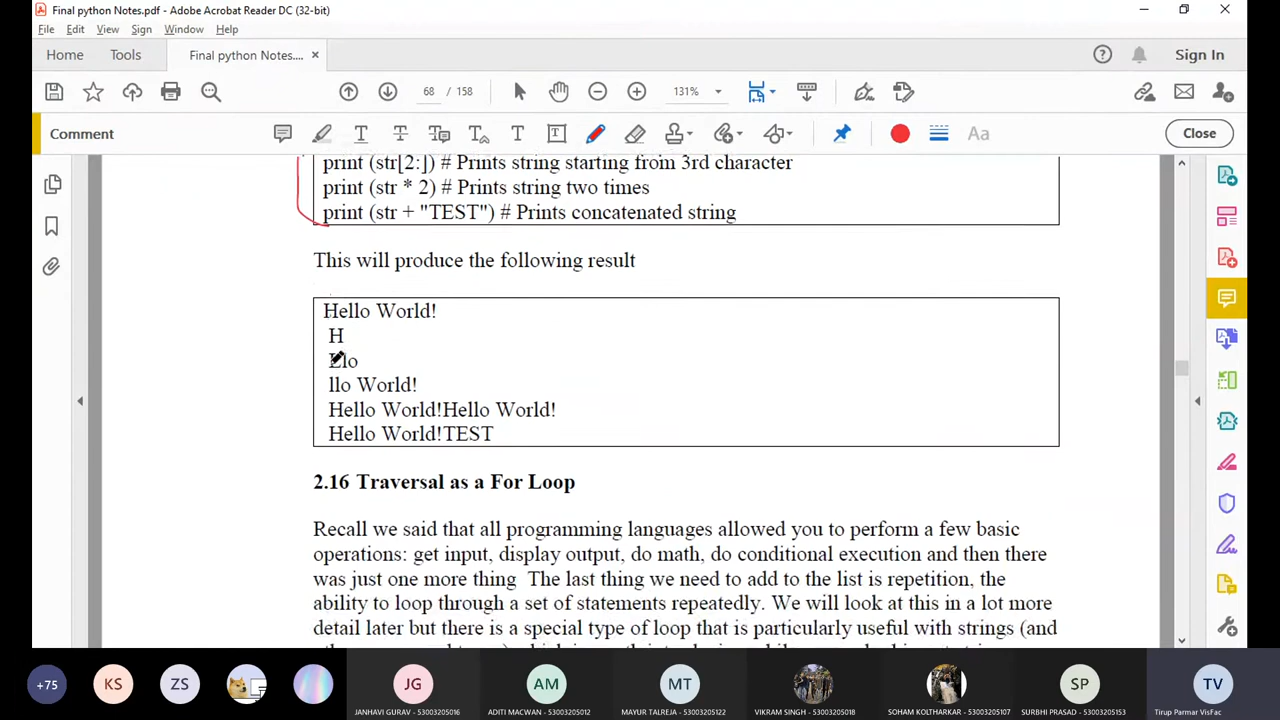 Final python Notes.pdf - Adobe Acrobat Reader DC (32-bit)
File Edit View Sign Window Help
Home Tools Final python Notes.... Sign In
68 / 158 131%
Comment Aa Close
print (str[2:]) # Prints string starting from 3rd character
print (str * 2) # Prints string two times
print (str + "TEST") # Prints concatenated string
This will produce the following result
Hello World!
H
Ello
llo World!
Hello World!Hello World!
Hello World!TEST
2.16 Traversal as a For Loop
Recall we said that all programming languages allowed you to perform a few basic
operations: get input, display output, do math, do conditional execution and then there
was just one more thing The last thing we need to add to the list is repetition, the
ability to loop through a set of statements repeatedly. We will look at this in a lot more
detail later but there is a special type of loop that is particularly useful with strings (and
+75 KS ZS JG AM MT SP TV
JANHAVI GURAV - 53003205016 ADITI MACWAN - 53003205012 MAYUR TALREJA - 53003205122 VIKRAM SINGH - 53003205018 SOHAM KOLTHARKAR - 53003205107 SURBHI PRASAD - 53003205153 Tirup Parmar VisFac